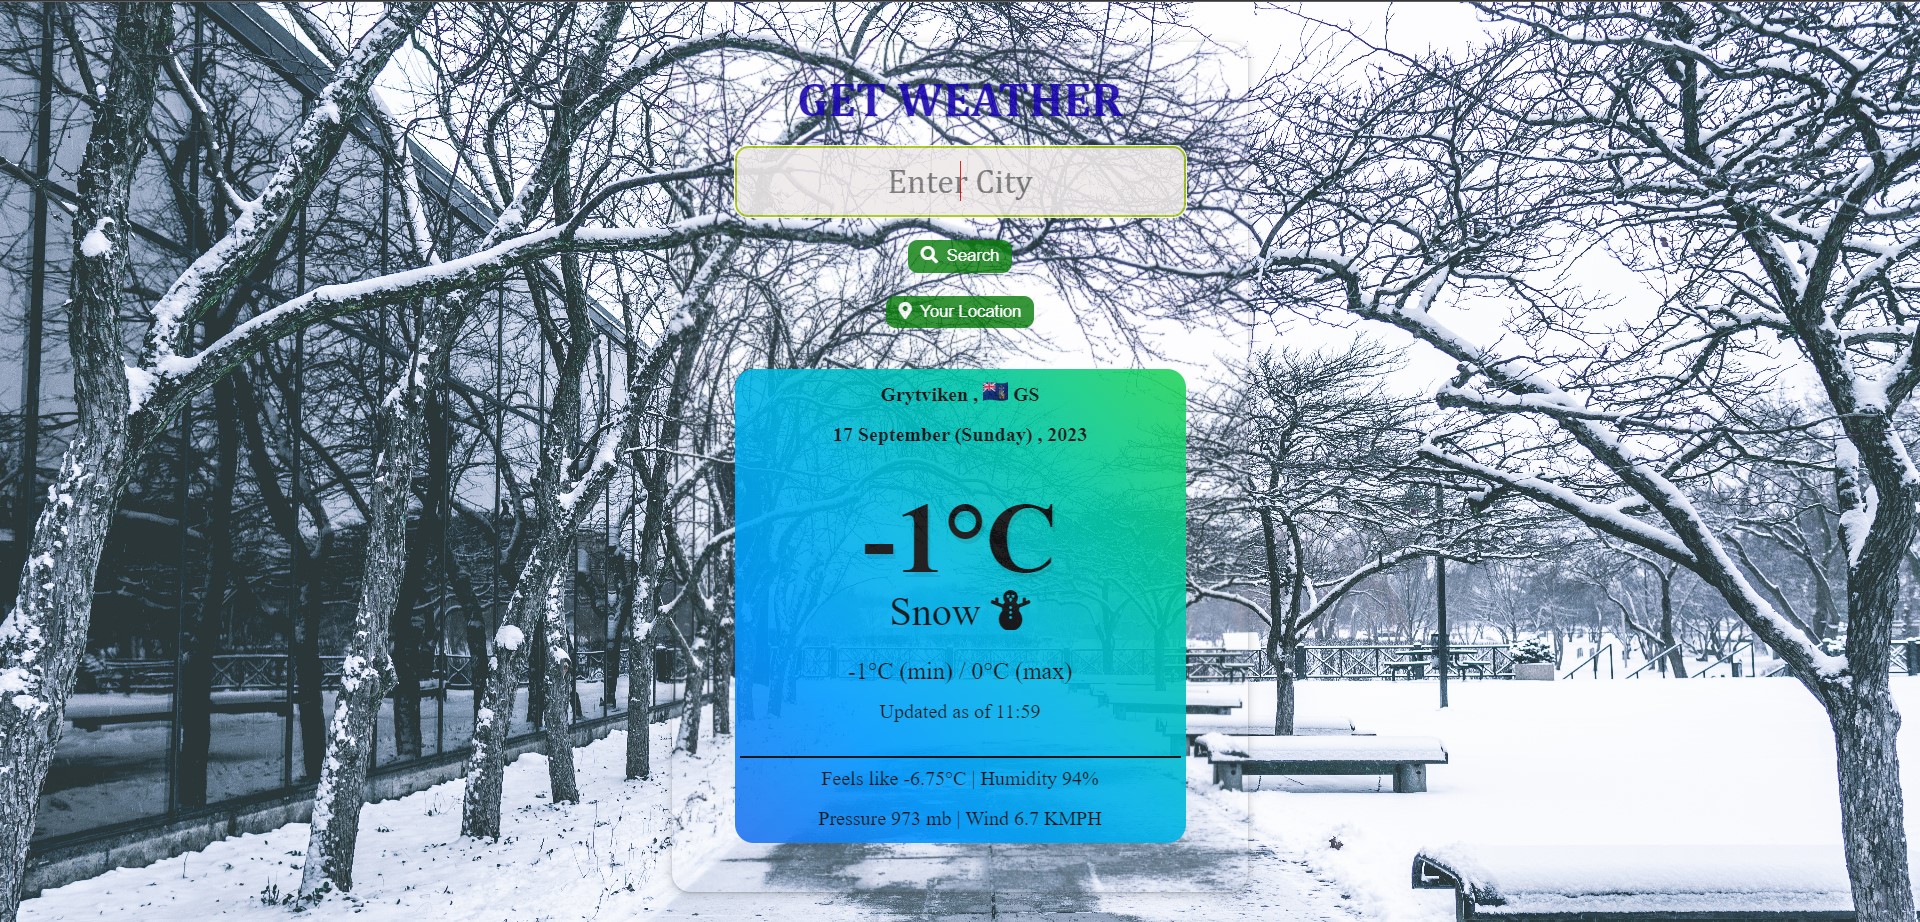 GET WEATHER
Enter City
Search
Your Location
Grytviken , 🇬🇸 GS
17 September (Sunday) , 2023
-1°C
Snow ☃
-1°C (min) / 0°C (max)
Updated as of 11:59
Feels like -6.75°C | Humidity 94%
Pressure 973 mb | Wind 6.7 KMPH